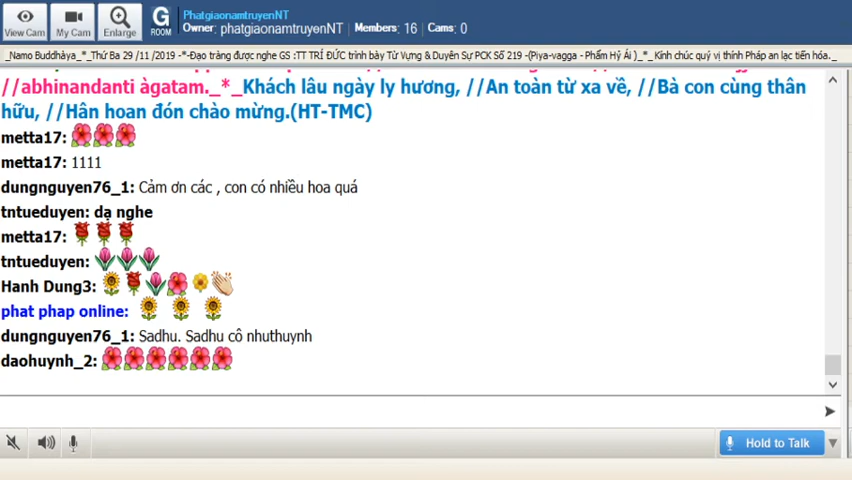 View Cam
My Cam
Enlarge
G
ROOM
PhatgiaonamtruyenNT
Owner: phatgiaonamtruyenNT / Members: 16 / Cams: 0
_Namo Buddhàya_*_Thứ Ba 29 /11 /2019 -*-Đạo tràng được nghe GS :TT TRÍ ĐỨC trình bày Từ Vựng & Duyên Sự PCK Số 219 -(Piya-vagga - Phẩm Hỷ Ái )_*_ Kính chúc quý vị thính Pháp an lạc tiến hóa._
//abhinandanti àgatam._*_Khách lâu ngày ly hương, //An toàn từ xa về, //Bà con cùng thân
hữu, //Hân hoan đón chào mừng.(HT-TMC)
metta17:
metta17: 1111
dungnguyen76_1: Cảm ơn các , con có nhiều hoa quá
tntueduyen: dạ nghe
metta17:
tntueduyen:
Hanh Dung3:
phat phap online:
dungnguyen76_1: Sadhu. Sadhu cô nhuthuynh
daohuynh_2:
Hold to Talk